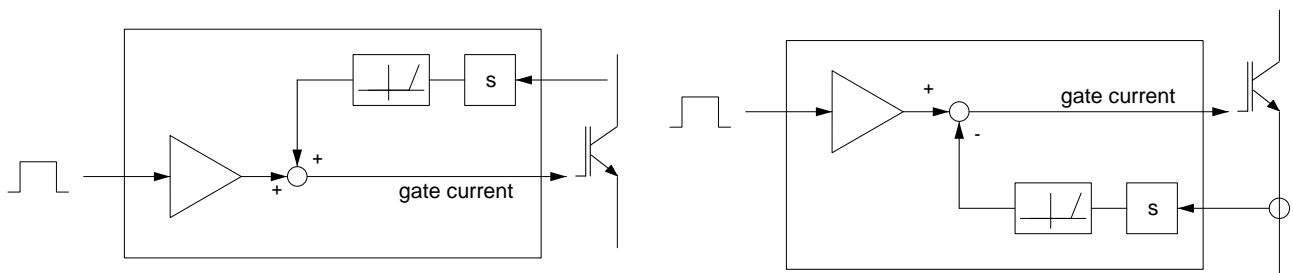 s
+
+
gate current
+
gate current
-
s